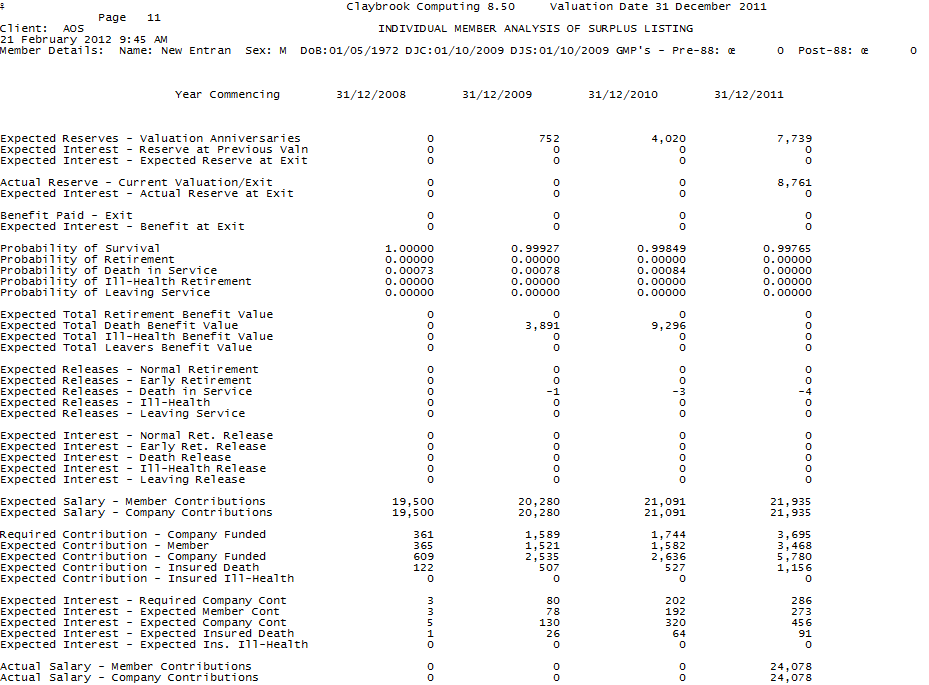 Claybrook Computing 8.50     Valuation Date 31 December 2011
Page   11
Client:  AOS                    INDIVIDUAL MEMBER ANALYSIS OF SURPLUS LISTING
21 February 2012 9:45 AM
Member Details:  Name: New Entran  Sex: M  DoB:01/05/1972 DJC:01/10/2009 DJS:01/10/2009 GMP's - Pre-88: œ      0  Post-88: œ      0
Year Commencing        31/12/2008        31/12/2009        31/12/2010        31/12/2011
Expected Reserves - Valuation Anniversaries        0        752        4,020        7,739
Expected Interest - Reserve at Previous Valn        0        0        0        0
Expected Interest - Expected Reserve at Exit        0        0        0        0
Actual Reserve - Current Valuation/Exit        0        0        0        8,761
Expected Interest - Actual Reserve at Exit        0        0        0        0
Benefit Paid - Exit        0        0        0        0
Expected Interest - Benefit at Exit        0        0        0        0
Probability of Survival        1.00000        0.99927        0.99849        0.99765
Probability of Retirement        0.00000        0.00000        0.00000        0.00000
Probability of Death in Service        0.00073        0.00078        0.00084        0.00000
Probability of Ill-Health Retirement        0.00000        0.00000        0.00000        0.00000
Probability of Leaving Service        0.00000        0.00000        0.00000        0.00000
Expected Total Retirement Benefit Value        0        0        0        0
Expected Total Death Benefit Value        0        3,891        9,296        0
Expected Total Ill-Health Benefit Value        0        0        0        0
Expected Total Leavers Benefit Value        0        0        0        0
Expected Releases - Normal Retirement        0        0        0        0
Expected Releases - Early Retirement        0        0        0        0
Expected Releases - Death in Service        0        -1        -3        -4
Expected Releases - Ill-Health        0        0        0        0
Expected Releases - Leaving Service        0        0        0        0
Expected Interest - Normal Ret. Release        0        0        0        0
Expected Interest - Early Ret. Release        0        0        0        0
Expected Interest - Death Release        0        0        0        0
Expected Interest - Ill-Health Release        0        0        0        0
Expected Interest - Leaving Release        0        0        0        0
Expected Salary - Member Contributions        19,500        20,280        21,091        21,935
Expected Salary - Company Contributions        19,500        20,280        21,091        21,935
Required Contribution - Company Funded        361        1,589        1,744        3,695
Expected Contribution - Member        365        1,521        1,582        3,468
Expected Contribution - Company Funded        609        2,535        2,636        5,780
Expected Contribution - Insured Death        122        507        527        1,156
Expected Contribution - Insured Ill-Health        0        0        0        0
Expected Interest - Required Company Cont        3        80        202        286
Expected Interest - Expected Member Cont        3        78        192        273
Expected Interest - Expected Company Cont        5        130        320        456
Expected Interest - Expected Insured Death        1        26        64        91
Expected Interest - Expected Ins. Ill-Health        0        0        0        0
Actual Salary - Member Contributions        0        0        0        24,078
Actual Salary - Company Contributions        0        0        0        24,078